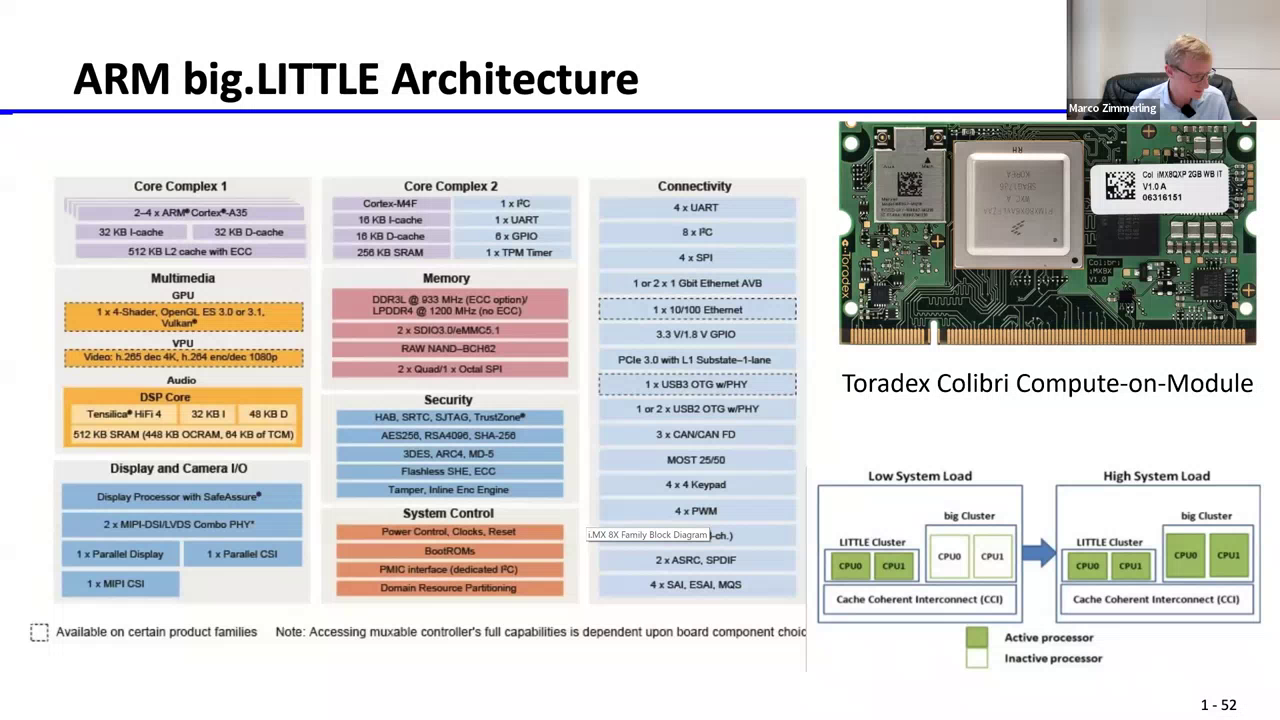 ARM big.LITTLE Architecture
Marco Zimmerling
Core Complex 1
2–4 x ARM® Cortex®-A35
32 KB I-cache
32 KB D-cache
512 KB L2 cache with ECC
Multimedia
GPU
1 x 4-Shader, OpenGL ES 3.0 or 3.1,
Vulkan®
VPU
Video: h.265 dec 4K, h.264 enc/dec 1080p
Audio
DSP Core
Tensilica® HiFi 4
32 KB I
48 KB D
512 KB SRAM (448 KB OCRAM, 64 KB of TCM)
Display and Camera I/O
Display Processor with SafeAssure®
2 x MIPI-DSI/LVDS Combo PHY*
1 x Parallel Display
1 x Parallel CSI
1 x MIPI CSI
Core Complex 2
Cortex-M4F
1 x I²C
16 KB I-cache
1 x UART
16 KB D-cache
6 x GPIO
256 KB SRAM
1 x TPM Timer
Memory
DDR3L @ 933 MHz (ECC option)/
LPDDR4 @ 1200 MHz (no ECC)
2 x SDIO3.0/eMMC5.1
RAW NAND–BCH62
2 x Quad/1 x Octal SPI
Security
HAB, SRTC, SJTAG, TrustZone®
AES256, RSA4096, SHA-256
3DES, ARC4, MD-5
Flashless SHE, ECC
Tamper, Inline Enc Engine
System Control
Power Control, Clocks, Reset
BootROMs
PMIC interface (dedicated I²C)
Domain Resource Partitioning
Connectivity
4 x UART
8 x I²C
4 x SPI
1 or 2 x 1 Gbit Ethernet AVB
1 x 10/100 Ethernet
3.3 V/1.8 V GPIO
PCIe 3.0 with L1 Substate–1-lane
1 x USB3 OTG w/PHY
1 or 2 x USB2 OTG w/PHY
3 x CAN/CAN FD
MOST 25/50
4 x 4 Keypad
4 x PWM
i.MX 8X Family Block Diagram
-ch.)
2 x ASRC, SPDIF
4 x SAI, ESAI, MQS
Available on certain product families
Note: Accessing muxable controller's full capabilities is dependent upon board component choic
Col iMX8QXP 2GB WB IT
V1.0 A
06316151
Toradex
Colibri
iMX8X
Toradex Colibri Compute-on-Module
Low System Load
big Cluster
LITTLE Cluster
CPU0
CPU1
CPU0
CPU1
Cache Coherent Interconnect (CCI)
High System Load
big Cluster
LITTLE Cluster
CPU0
CPU1
CPU0
CPU1
Cache Coherent Interconnect (CCI)
Active processor
Inactive processor
1 - 52